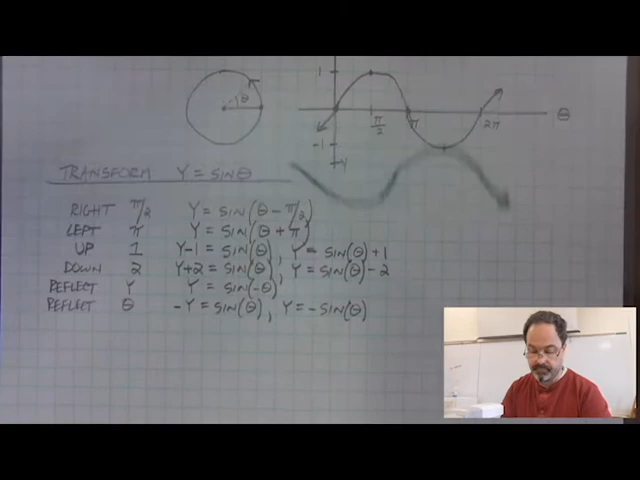 1
θ
π/2
π
2π
θ
-1
Y
TRANSFORM Y = SINθ
RIGHT π/2 Y = SIN(θ - π/2)
LEFT π Y = SIN(θ + π)
UP 1 Y-1 = SIN(θ), Y = SIN(θ)+1
DOWN 2 Y+2 = SIN(θ), Y = SIN(θ)-2
REFLECT Y Y = SIN(-θ)
REFLECT θ -Y = SIN(θ), Y = -SIN(θ)